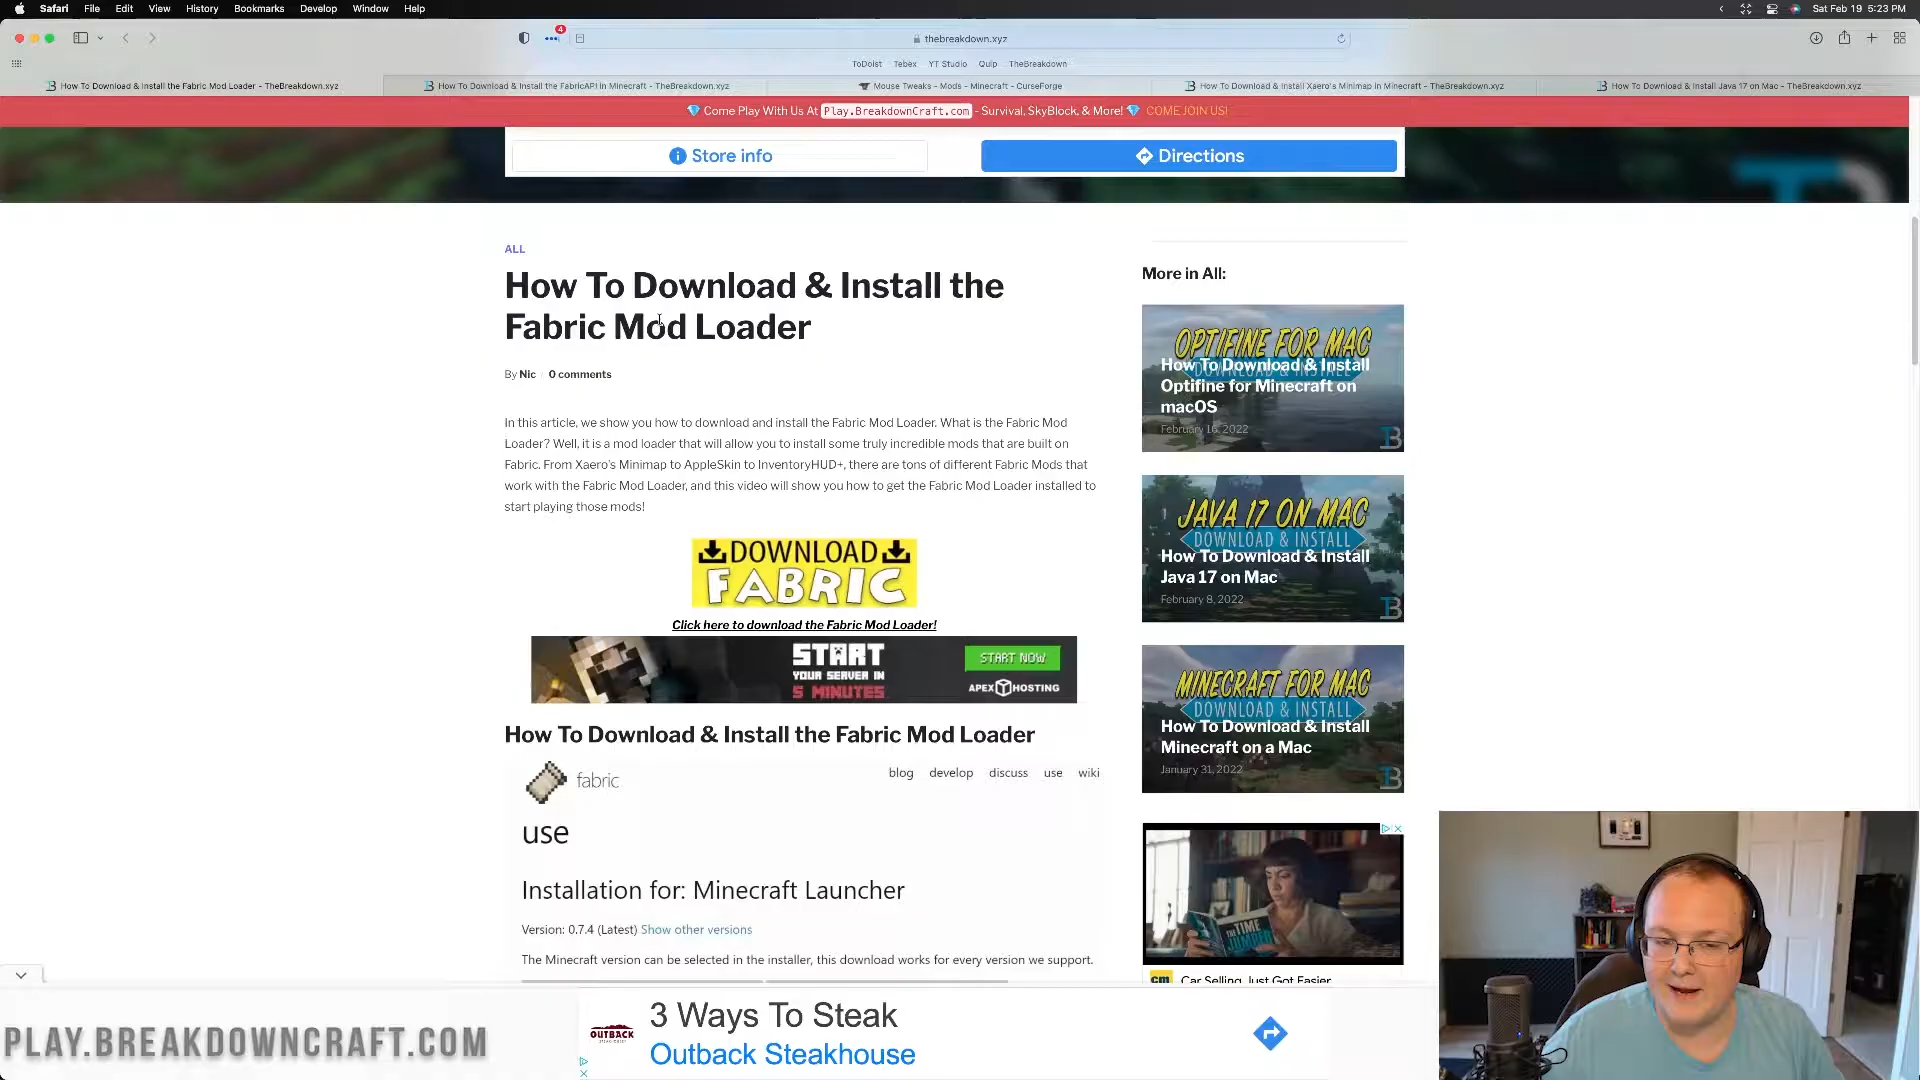 Safari File Edit View History Bookmarks Develop Window Help
Sat Feb 19 5:23 PM
4
thebreakdown.xyz
ToDoist Tebex YT Studio Quip TheBreakdown
How To Download & Install the Fabric Mod Loader - TheBreakdown.xyz
How To Download & Install the FabricAPI in Minecraft - TheBreakdown.xyz
Mouse Tweaks - Mods - Minecraft - CurseForge
How To Download & Install Xaero's Minimap in Minecraft - TheBreakdown.xyz
How To Download & Install Java 17 on Mac - TheBreakdown.xyz
Come Play With Us At Play.BreakdownCraft.com - Survival, SkyBlock, & More! COME JOIN US!
Store info
Directions
ALL
How To Download & Install the
Fabric Mod Loader
By Nic 0 comments
In this article, we show you how to download and install the Fabric Mod Loader. What is the Fabric Mod
Loader? Well, it is a mod loader that will allow you to install some truly incredible mods that are built on
Fabric. From Xaero's Minimap to AppleSkin to InventoryHUD+, there are tons of different Fabric Mods that
work with the Fabric Mod Loader, and this video will show you how to get the Fabric Mod Loader installed to
start playing those mods!
DOWNLOAD
FABRIC
Click here to download the Fabric Mod Loader!
START
YOUR SERVER IN
5 MINUTES
START NOW
APEX HOSTING
How To Download & Install the Fabric Mod Loader
fabric
blog develop discuss use wiki
use
Installation for: Minecraft Launcher
Version: 0.7.4 (Latest) Show other versions
The Minecraft version can be selected in the installer, this download works for every version we support.
More in All:
OPTIFINE FOR MAC
DOWNLOAD & INSTALL
How To Download & Install
Optifine for Minecraft on
macOS
February 16, 2022
JAVA 17 ON MAC
DOWNLOAD & INSTALL
How To Download & Install
Java 17 on Mac
February 8, 2022
MINECRAFT FOR MAC
DOWNLOAD & INSTALL
How To Download & Install
Minecraft on a Mac
January 31, 2022
THE TIME
JUMPER
cm
Car Selling, Just Got Easier
OUTBACK
3 Ways To Steak
Outback Steakhouse
PLAY.BREAKDOWNCRAFT.COM